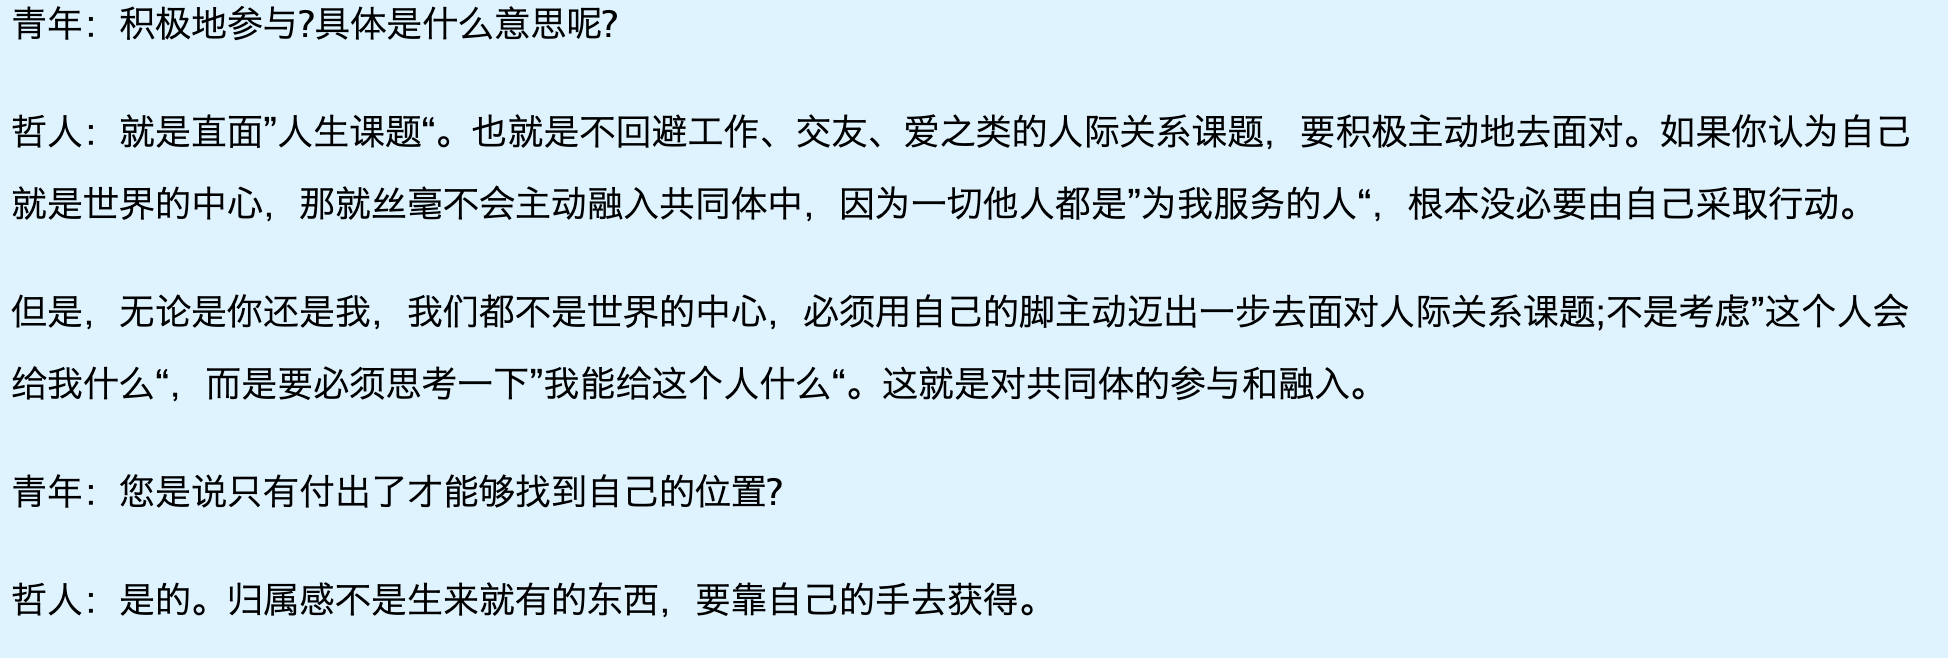 青年：积极地参与?具体是什么意思呢?
哲人：就是直面”人生课题“。也就是不回避工作、交友、爱之类的人际关系课题，要积极主动地去面对。如果你认为自己
就是世界的中心，那就丝毫不会主动融入共同体中，因为一切他人都是”为我服务的人“，根本没必要由自己采取行动。
但是，无论是你还是我，我们都不是世界的中心，必须用自己的脚主动迈出一步去面对人际关系课题;不是考虑”这个人会
给我什么“，而是要必须思考一下”我能给这个人什么“。这就是对共同体的参与和融入。
青年：您是说只有付出了才能够找到自己的位置?
哲人：是的。归属感不是生来就有的东西，要靠自己的手去获得。